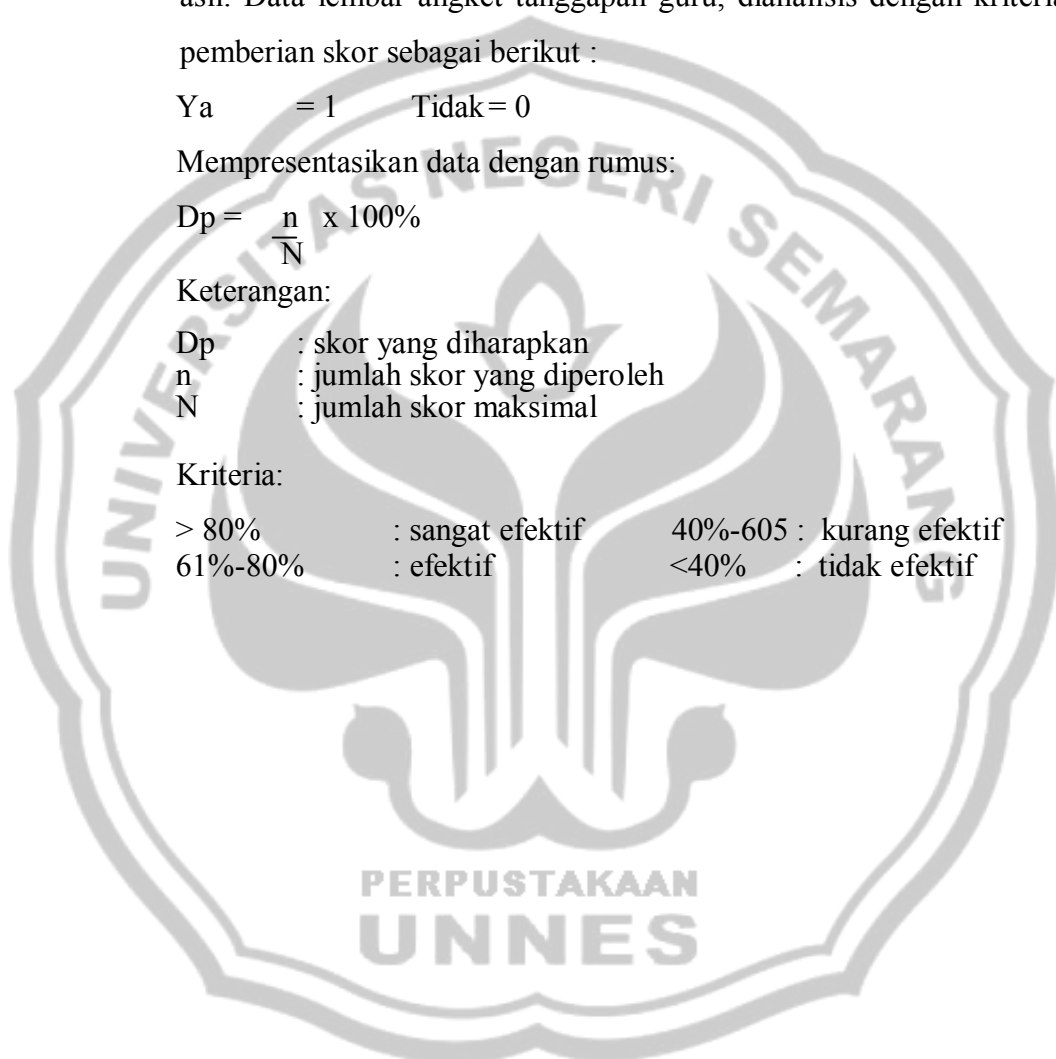 asli. Data lembar angket tanggapan guru, dianalisis dengan kriteria
pemberian skor sebagai berikut :
Ya = 1 Tidak = 0
Mempresentasikan data dengan rumus:
Dp = n x 100%
N
Keterangan:
Dp : skor yang diharapkan
n : jumlah skor yang diperoleh
N : jumlah skor maksimal
Kriteria:
> 80% : sangat efektif 40%-605 : kurang efektif
61%-80% : efektif <40% : tidak efektif
UNIVERSITAS NEGERI SEMARANG
PERPUSTAKAAN
UNNES